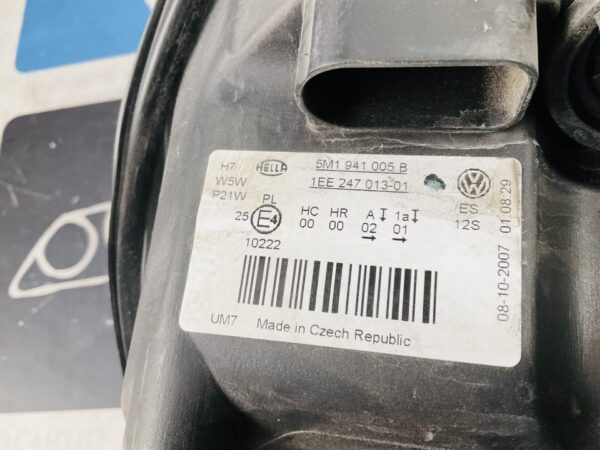 H7 HELLA 5M1 941 005 B
W5W 1EE 247 013-01 VW
P21W PL ES
25 E4 HC HR A 1a 12S
00 00 02 01
10222
UM7 Made in Czech Republic
08-10-2007 01 08 29